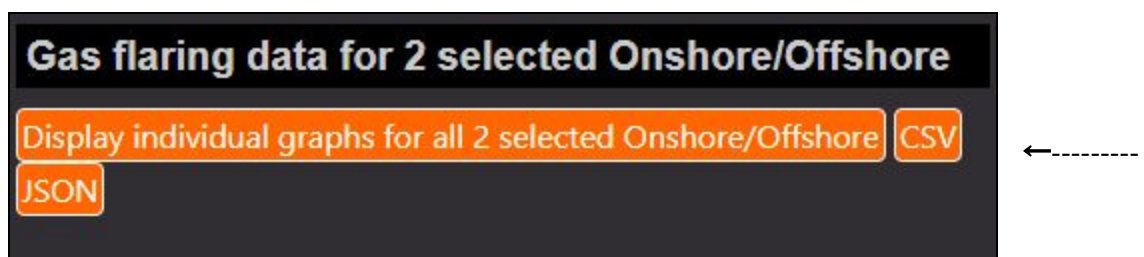 Gas flaring data for 2 selected Onshore/Offshore
Display individual graphs for all 2 selected Onshore/Offshore CSV
JSON